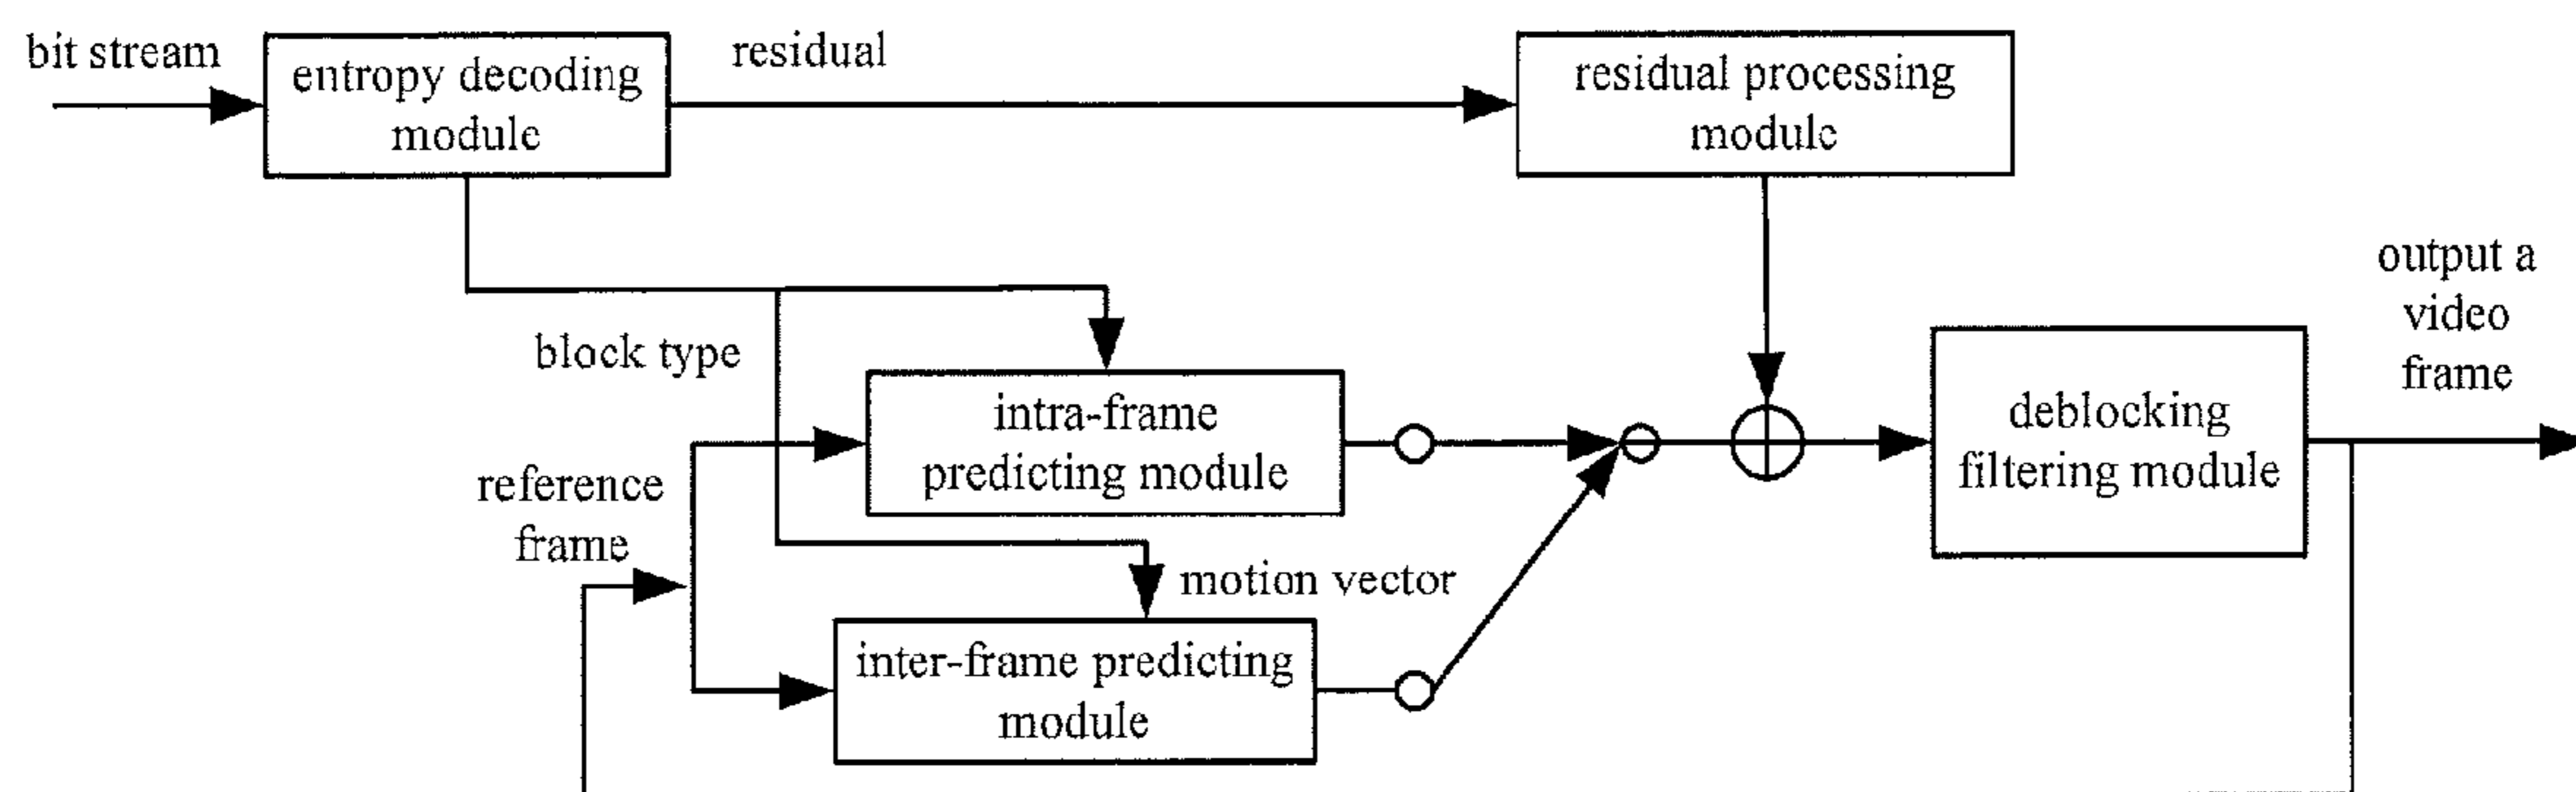 bit stream
entropy decoding
module
residual
residual processing
module
output a
video
frame
block type
intra-frame
predicting module
deblocking
filtering module
reference
frame
motion vector
inter-frame predicting
module